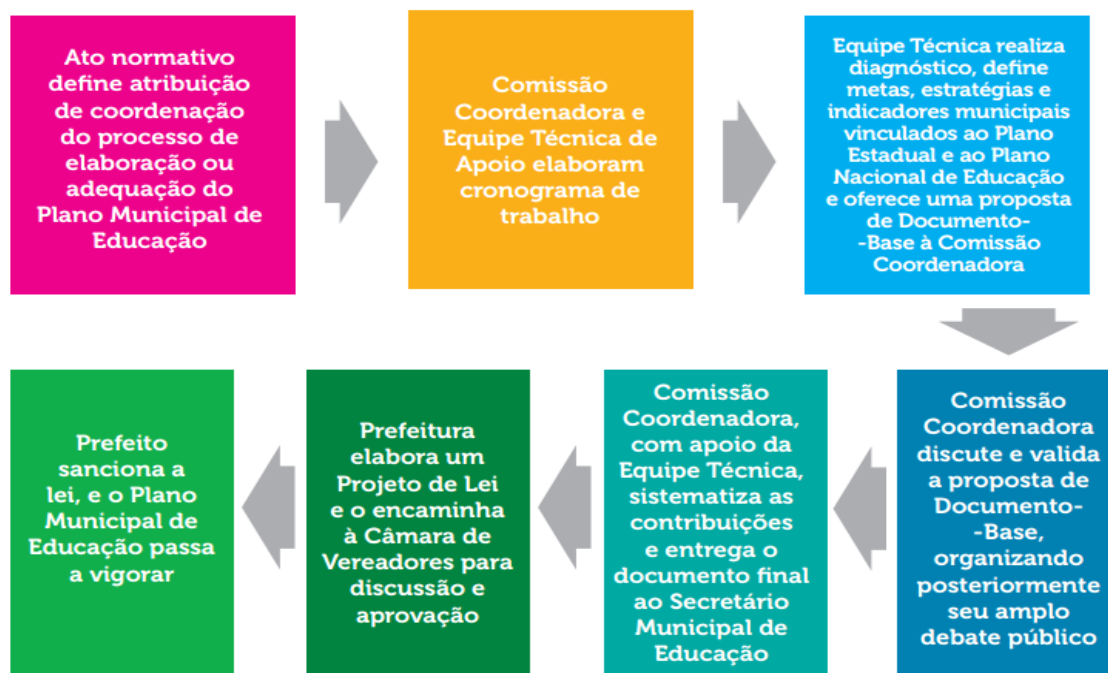 Ato normativo
define atribuição
de coordenação
do processo de
elaboração ou
adequação do
Plano Municipal de
Educação
Comissão
Coordenadora e
Equipe Técnica de
Apoio elaboram
cronograma de
trabalho
Equipe Técnica realiza
diagnóstico, define
metas, estratégias e
indicadores municipais
vinculados ao Plano
Estadual e ao Plano
Nacional de Educação
e oferece uma proposta
de Documento-
-Base à Comissão
Coordenadora
Comissão
Coordenadora
discute e valida
a proposta de
Documento-
-Base,
organizando
posteriormente
seu amplo
debate público
Comissão
Coordenadora,
com apoio da
Equipe Técnica,
sistematiza as
contribuições
e entrega o
documento final
ao Secretário
Municipal de
Educação
Prefeitura
elabora um
Projeto de Lei
e o encaminha
à Câmara de
Vereadores para
discussão e
aprovação
Prefeito
sanciona a
lei, e o Plano
Municipal de
Educação passa
a vigorar